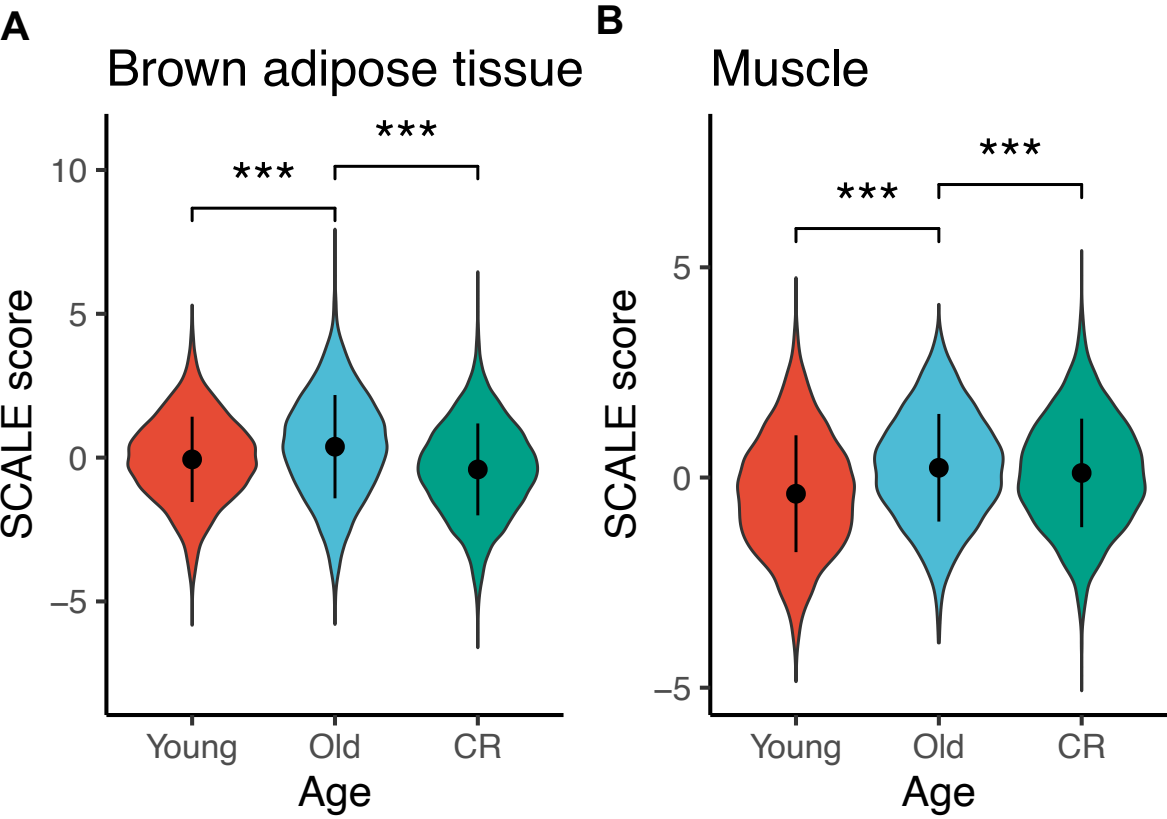 A
Brown adipose tissue
SCALE score
10
5
0
−5
***
***
Young
Old
CR
Age
B
Muscle
SCALE score
5
0
−5
***
***
Young
Old
CR
Age